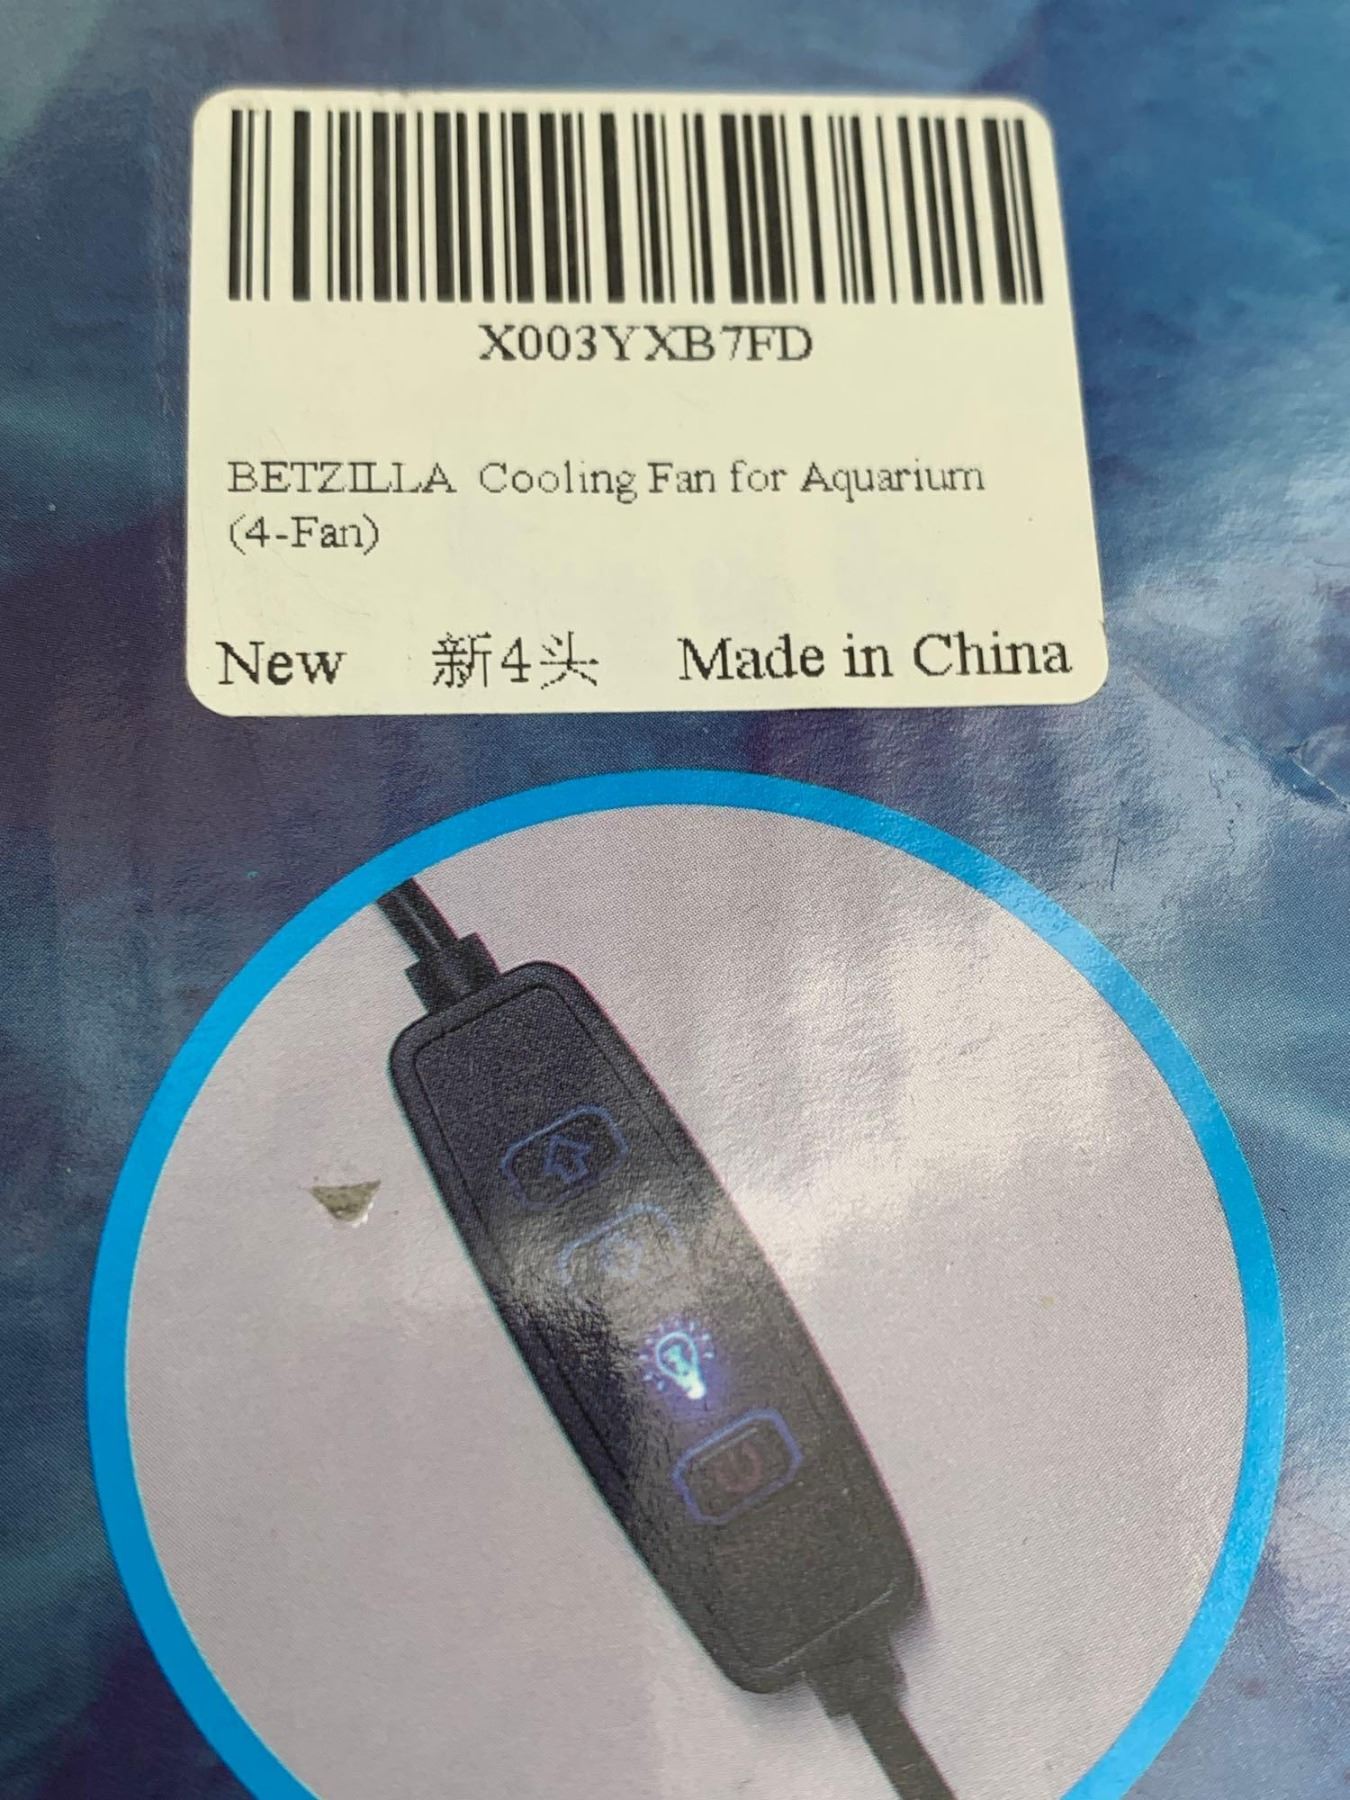 X003YXB7FD
BETZILLA Cooling Fan for Aquarium
(4-Fan)
New 新4头 Made in China